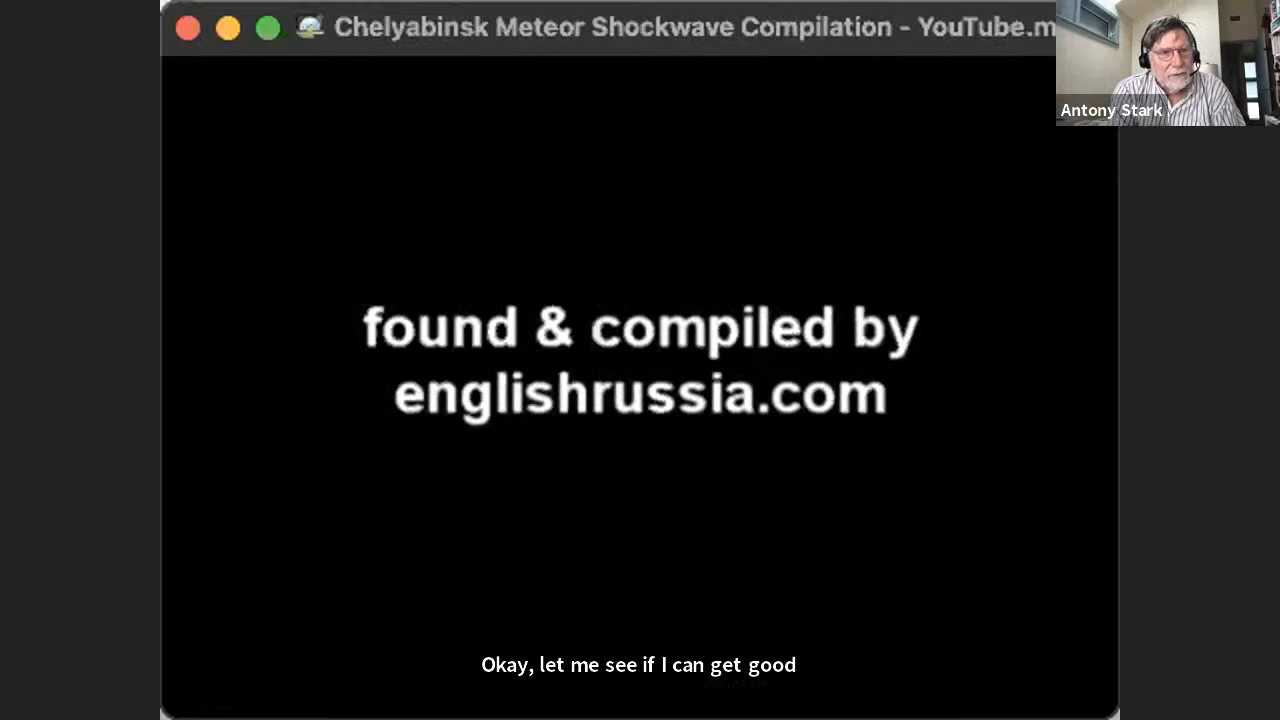 Chelyabinsk Meteor Shockwave Compilation - YouTube.m
Antony Stark
found & compiled by
englishrussia.com
Okay, let me see if I can get good